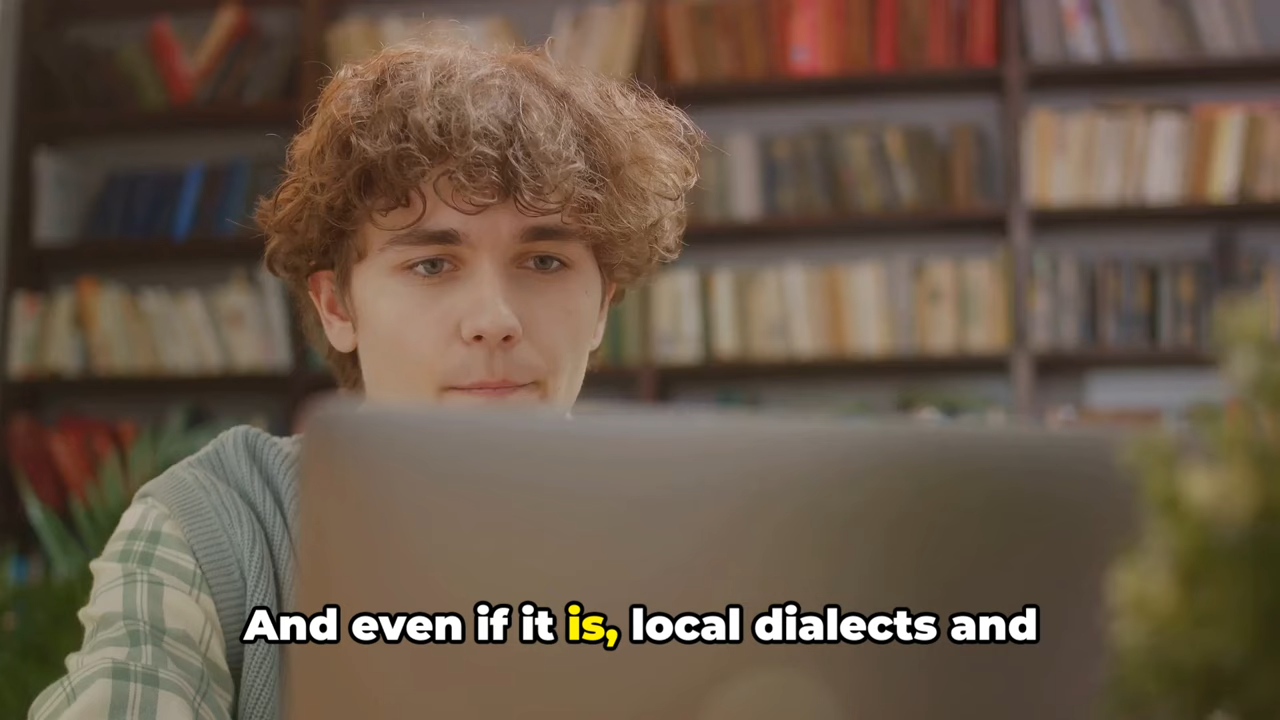 And even if it is, local dialects and